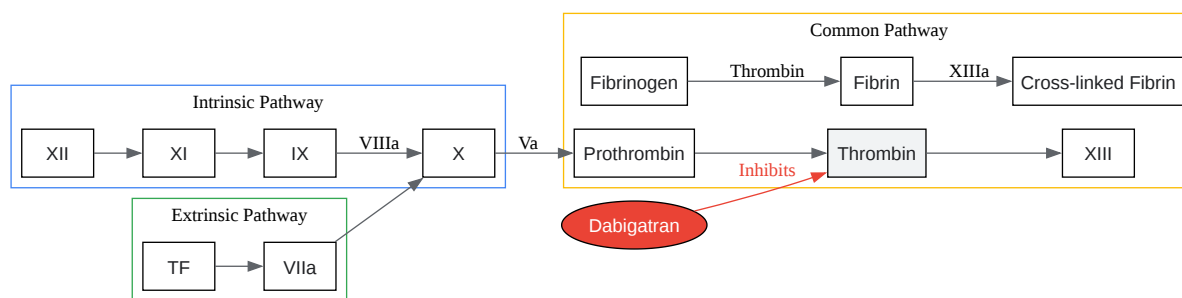 Common Pathway
Fibrinogen
Thrombin
Fibrin
XIIIa
Cross-linked Fibrin
Intrinsic Pathway
XII
XI
IX
VIIIa
X
Va
Prothrombin
Thrombin
XIII
Inhibits
Dabigatran
Extrinsic Pathway
TF
VIIa